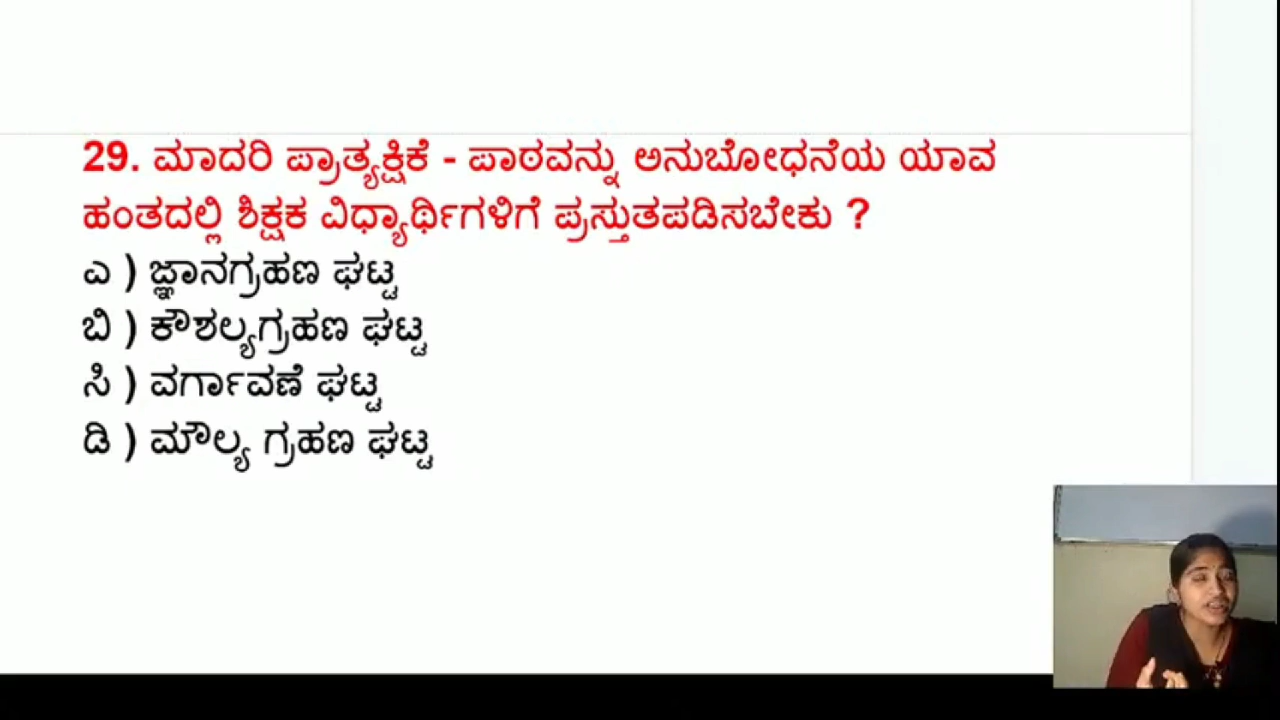 29. ಮಾದರಿ ಪ್ರಾತ್ಯಕ್ಷಿಕೆ - ಪಾಠವನ್ನು ಅನುಬೋಧನೆಯ ಯಾವ
ಹಂತದಲ್ಲಿ ಶಿಕ್ಷಕ ವಿಧ್ಯಾರ್ಥಿಗಳಿಗೆ ಪ್ರಸ್ತುತಪಡಿಸಬೇಕು ?
ಎ ) ಜ್ಞಾನಗ್ರಹಣ ಘಟ್ಟ
ಬಿ ) ಕೌಶಲ್ಯಗ್ರಹಣ ಘಟ್ಟ
ಸಿ ) ವರ್ಗಾವಣೆ ಘಟ್ಟ
ಡಿ ) ಮೌಲ್ಯ ಗ್ರಹಣ ಘಟ್ಟ